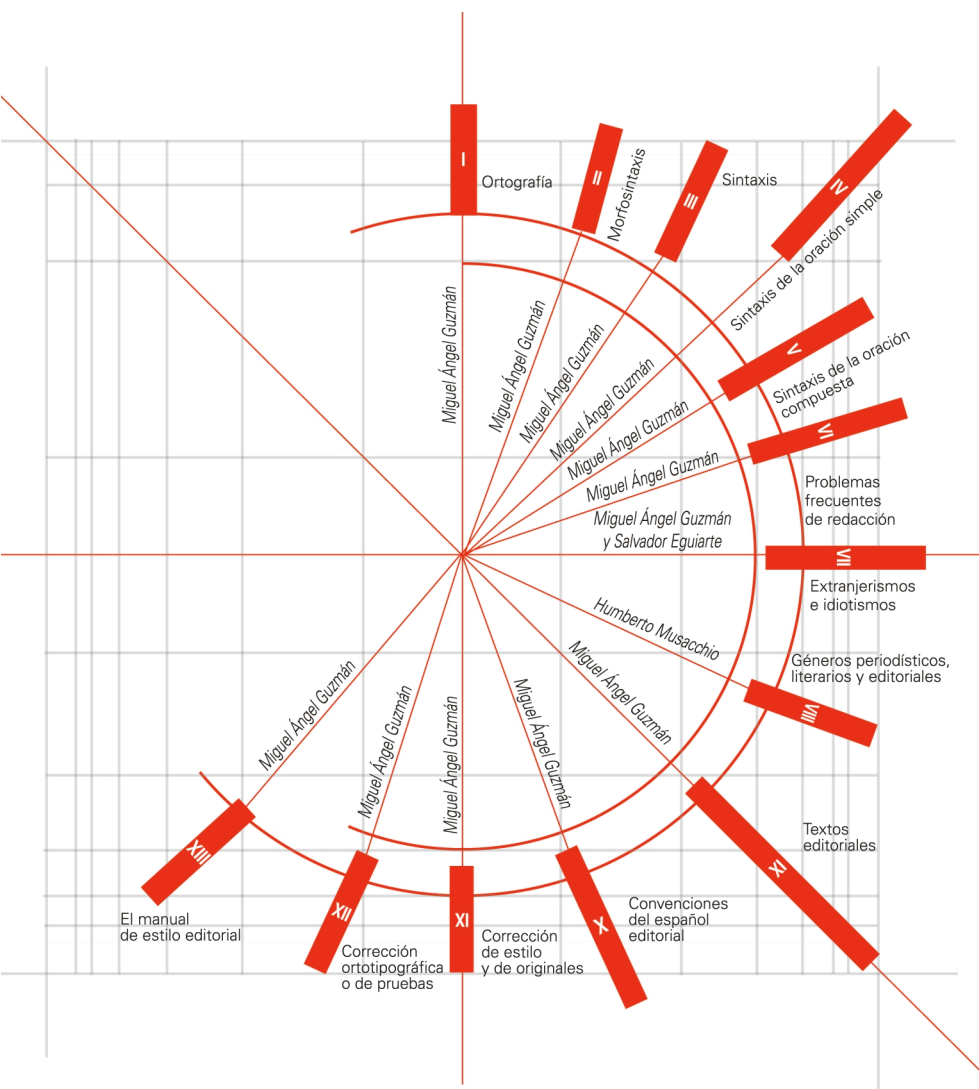 I
Ortografía
Miguel Ángel Guzmán
II
Morfosintaxis
Miguel Ángel Guzmán
III
Sintaxis
Miguel Ángel Guzmán
IV
Sintaxis de la oración simple
Miguel Ángel Guzmán
V
Sintaxis de la oración
compuesta
Miguel Ángel Guzmán
VI
Problemas
frecuentes
de redacción
Miguel Ángel Guzmán
VII
Extranjerismos
e idiotismos
Miguel Ángel Guzmán
y Salvador Eguiarte
VIII
Géneros periodísticos,
literarios y editoriales
Humberto Musacchio
IX
Textos
editoriales
Miguel Ángel Guzmán
X
Convenciones
del español
editorial
Miguel Ángel Guzmán
XI
Corrección
de estilo
y de originales
Miguel Ángel Guzmán
XII
Corrección
ortotipográfica
o de pruebas
Miguel Ángel Guzmán
XIII
El manual
de estilo editorial
Miguel Ángel Guzmán